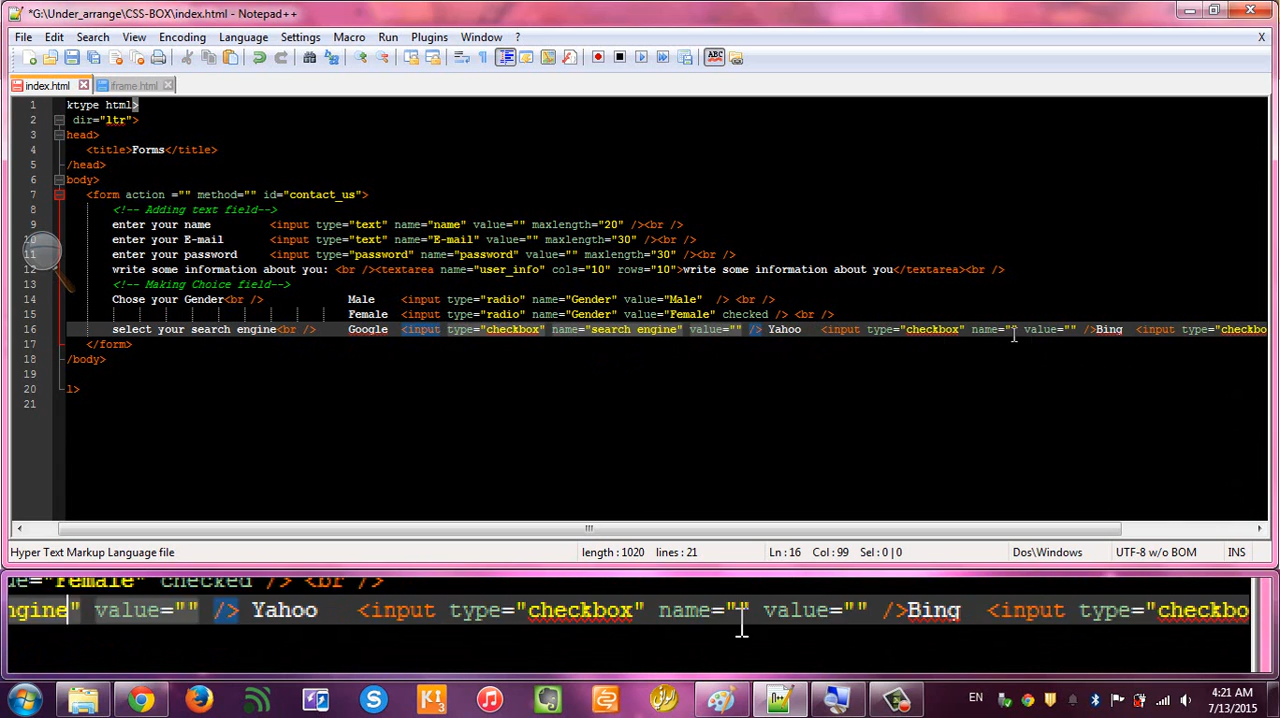 *G:\Under_arrange\CSS-BOX\index.html - Notepad++
File Edit Search View Encoding Language Settings Macro Run Plugins Window ? X
index.html frame.html
1 ktype html>
2 dir="ltr">
3 head>
4 <title>Forms</title>
5 /head>
6 body>
7 <form action ="" method="" id="contact_us">
8 <!-- Adding text field-->
9 enter your name <input type="text" name="name" value="" maxlength="20" /><br />
10 enter your E-mail <input type="text" name="E-mail" value="" maxlength="30" /><br />
11 enter your password <input type="password" name="password" value="" maxlength="30" /><br />
12 write some information about you: <br /><textarea name="user_info" cols="10" rows="10">write some information about you</textarea><br />
13 <!-- Making Choice field-->
14 Chose your Gender<br /> Male <input type="radio" name="Gender" value="Male" /> <br />
15 Female <input type="radio" name="Gender" value="Female" checked /> <br />
16 select your search engine<br /> Google <input type="checkbox" name="search engine" value="" /> Yahoo <input type="checkbox" name="" value="" />Bing <input type="checkbo
17 </form>
18 /body>
19
20 l>
21
Hyper Text Markup Language file length : 1020 lines : 21 Ln : 16 Col : 99 Sel : 0 | 0 Dos\Windows UTF-8 w/o BOM INS
ue="Female" checked /> <br />
ngine" value="" /> Yahoo <input type="checkbox" name="" value="" />Bing <input type="checkbo
EN 4:21 AM
7/13/2015